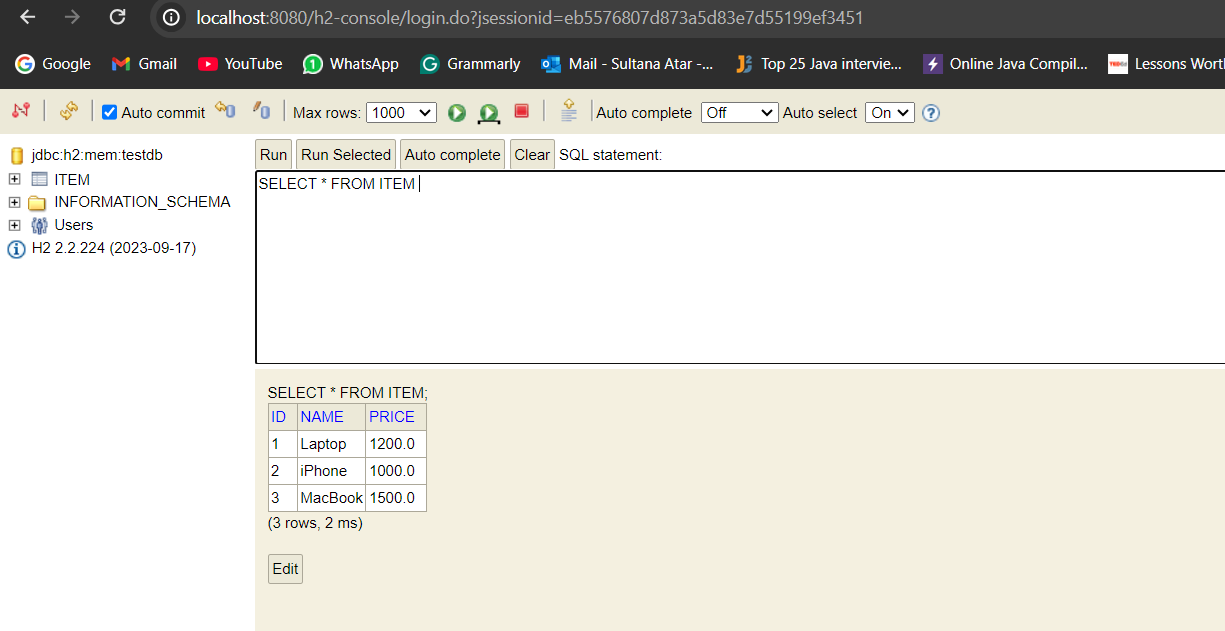 localhost:8080/h2-console/login.do?jsessionid=eb5576807d873a5d83e7d55199ef3451
Google Gmail YouTube 1 WhatsApp Grammarly Mail - Sultana Atar -... Top 25 Java intervie... Online Java Compil... Lessons Wort
Auto commit Max rows: 1000 Auto complete Off Auto select On ?
jdbc:h2:mem:testdb
ITEM
INFORMATION_SCHEMA
Users
H2 2.2.224 (2023-09-17)
Run Run Selected Auto complete Clear SQL statement:
SELECT * FROM ITEM
SELECT * FROM ITEM;
ID NAME PRICE
1 Laptop 1200.0
2 iPhone 1000.0
3 MacBook 1500.0
(3 rows, 2 ms)
Edit